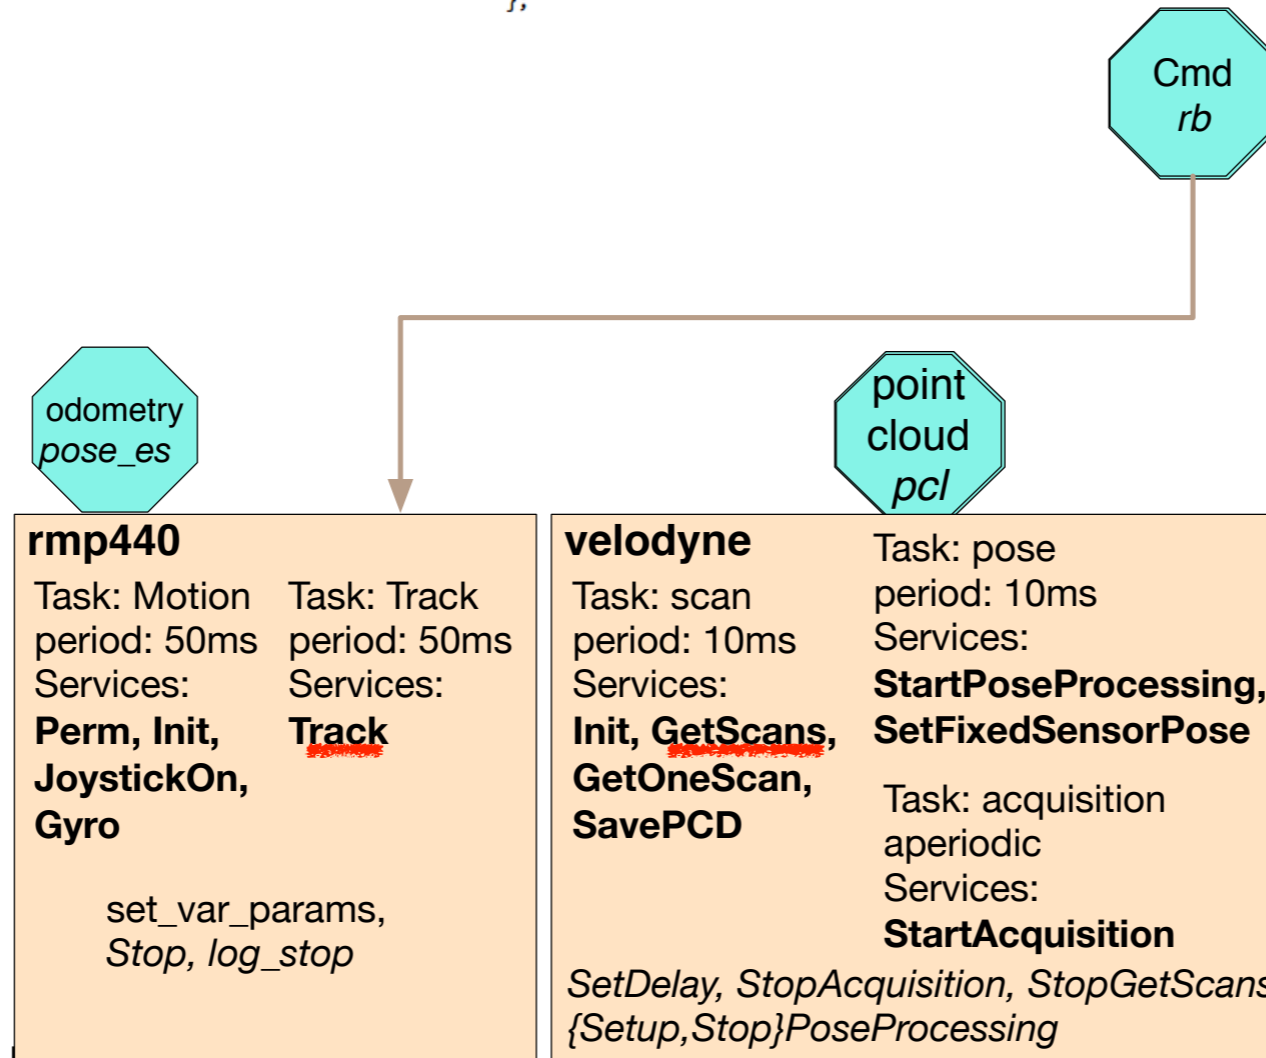 };
Cmd
rb
odometry
pose_es
point
cloud
pcl
rmp440
Task: Motion
period: 50ms
Services:
Perm, Init,
JoystickOn,
Gyro
Task: Track
period: 50ms
Services:
Track
set_var_params,
Stop, log_stop
velodyne
Task: scan
period: 10ms
Services:
Init, GetScans,
GetOneScan,
SavePCD
Task: pose
period: 10ms
Services:
StartPoseProcessing,
SetFixedSensorPose
Task: acquisition
aperiodic
Services:
StartAcquisition
SetDelay, StopAcquisition, StopGetScans
{Setup,Stop}PoseProcessing